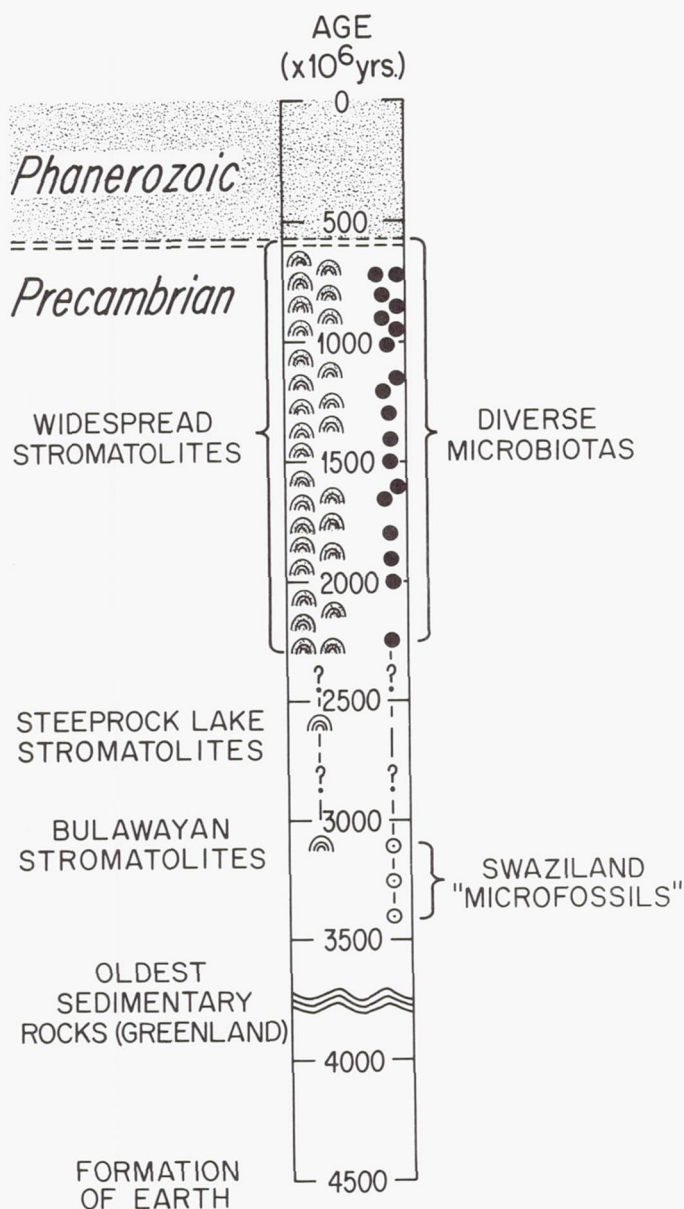 AGE
(x10⁶yrs.)
0
Phanerozoic
500
Precambrian
1000
WIDESPREAD
STROMATOLITES
DIVERSE
MICROBIOTAS
1500
2000
? ?
2500
STEEPROCK LAKE
STROMATOLITES
? ?
3000
BULAWAYAN
STROMATOLITES
SWAZILAND
"MICROFOSSILS"
3500
OLDEST
SEDIMENTARY
ROCKS (GREENLAND)
4000
FORMATION
OF EARTH
4500